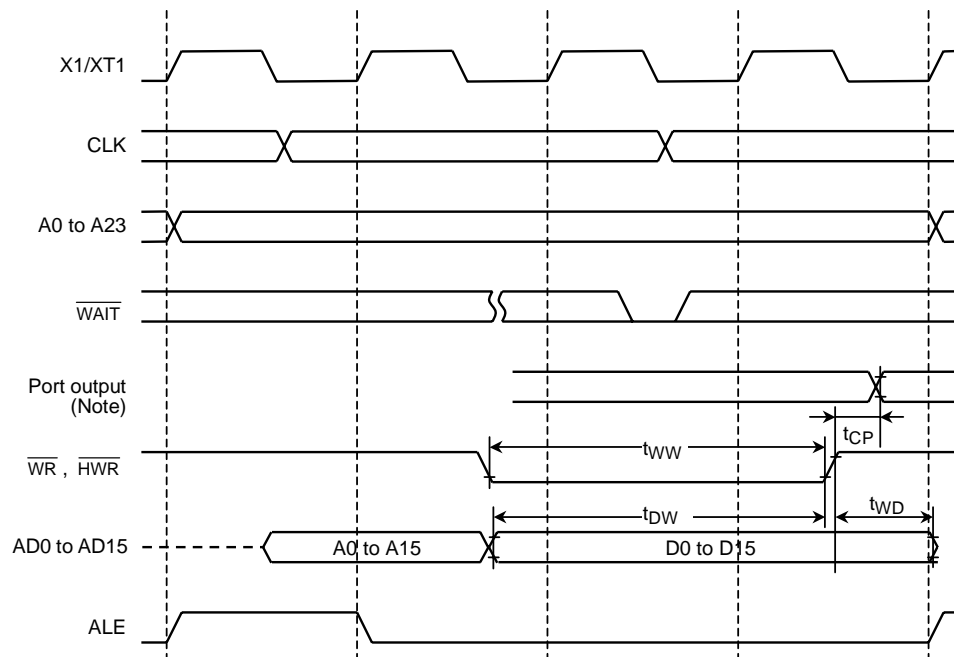 X1/XT1
CLK
A0 to A23
WAIT
Port output
(Note)
tCP
WR , HWR
tWW
tDW
tWD
AD0 to AD15
A0 to A15
D0 to D15
ALE